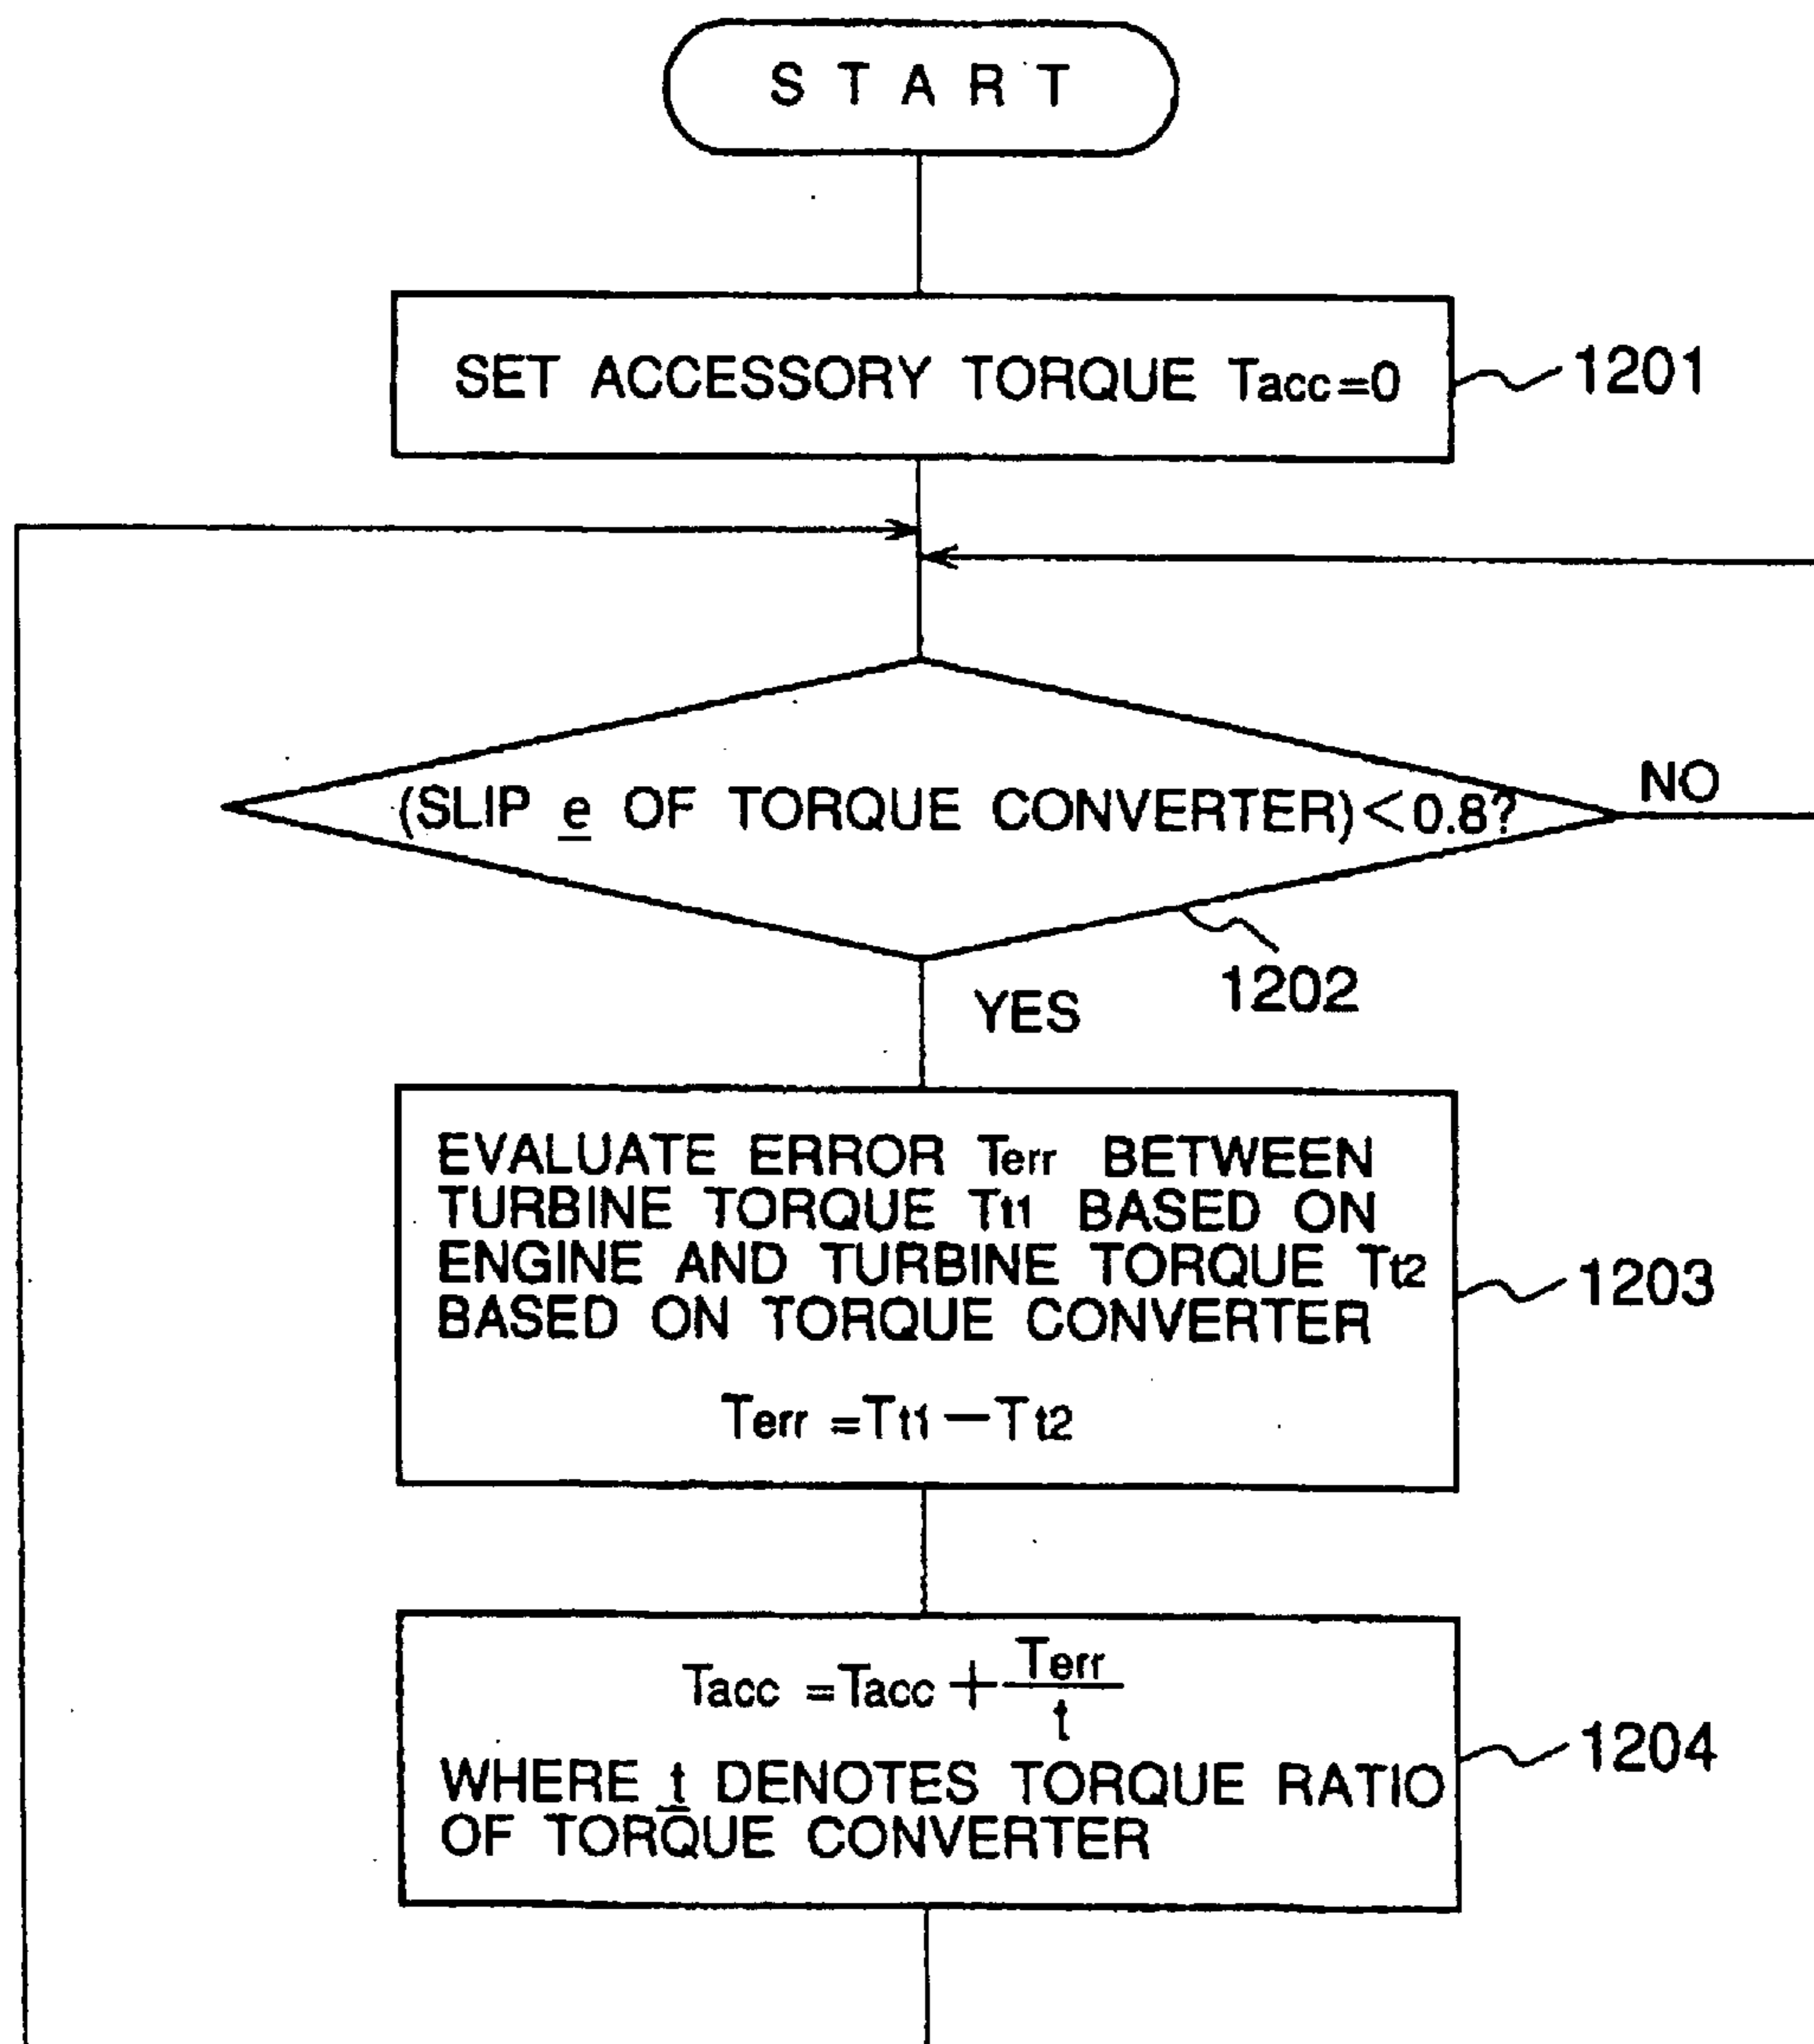 START
SET ACCESSORY TORQUE Tacc=0
1201
(SLIP e OF TORQUE CONVERTER)<0.8?
NO
1202
YES
EVALUATE ERROR Terr BETWEEN
TURBINE TORQUE Tt1 BASED ON
ENGINE AND TURBINE TORQUE Tt2
BASED ON TORQUE CONVERTER
Terr=Tt1—Tt2
1203
Tacc=Tacc+Terr/t
WHERE t DENOTES TORQUE RATIO
OF TORQUE CONVERTER
1204